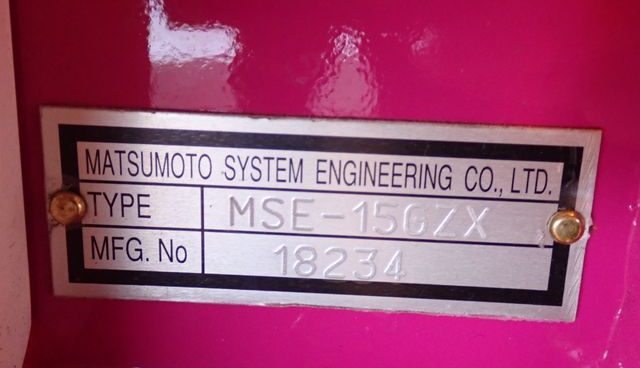 MATSUMOTO SYSTEM ENGINEERING CO., LTD.
TYPE MSE-15GZX
MFG. No 18234